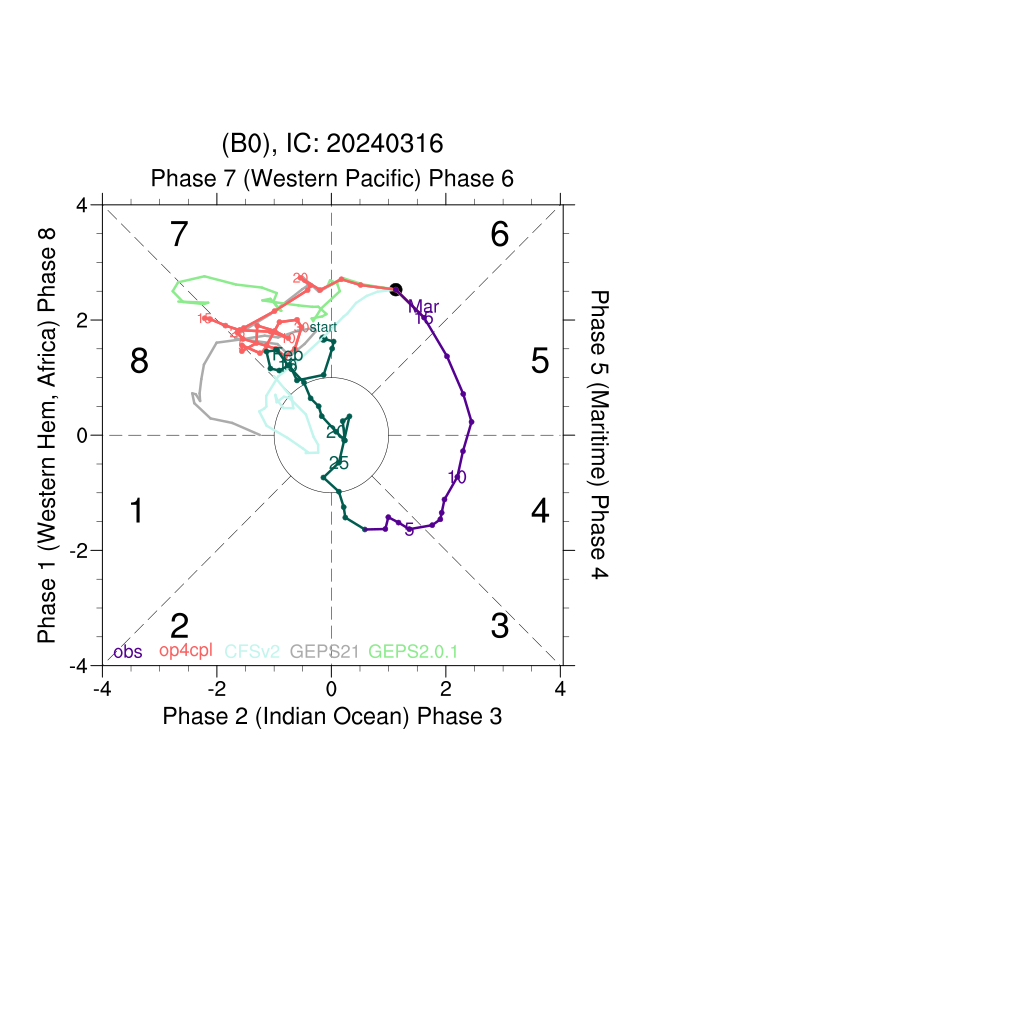 (B0), IC: 20240316
Phase 7 (Western Pacific) Phase 6
Phase 1 (Western Hem, Africa) Phase 8
Phase 5 (Maritime) Phase 4
4
2
0
-2
-4
7
6
8
5
1
4
2
3
20
Mar
15
15
30
start
10
Feb
15
20
25
10
5
obs op4cpl CFSv2 GEPS21 GEPS2.0.1
-4 -2 0 2 4
Phase 2 (Indian Ocean) Phase 3